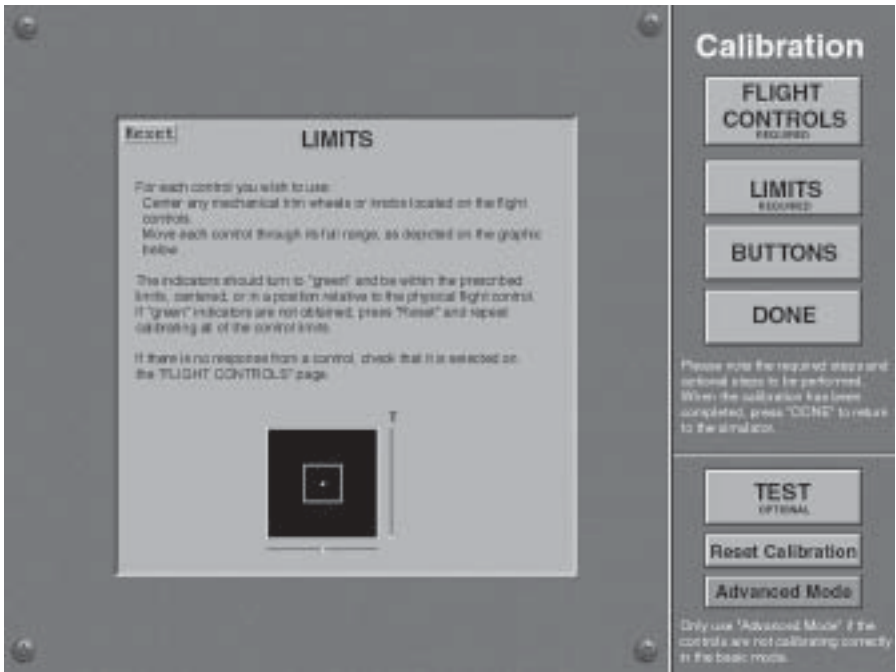 Reset
LIMITS
For each control you wish to use:
Center any mechanical trim wheels or knobs located on the flight
controls.
Move each control through its full range, as depicted on the graphic
below.
The indicators should turn to "green" and be within the prescribed
limits, centered, or in a position relative to the physical flight control.
If "green" indicators are not obtained, press "Reset" and repeat
calibrating all of the control limits.
If there is no response from a control, check that it is selected on
the "FLIGHT CONTROLS" page.
T
Calibration
FLIGHT
CONTROLS
REQUIRED
LIMITS
REQUIRED
BUTTONS
DONE
Please note the required steps and
optional steps to be performed.
When the calibration has been
completed, press "DONE" to return
to the simulator.
TEST
OPTIONAL
Reset Calibration
Advanced Mode
Only use "Advanced Mode" if the
controls are not calibrating correctly
in the basic mode.